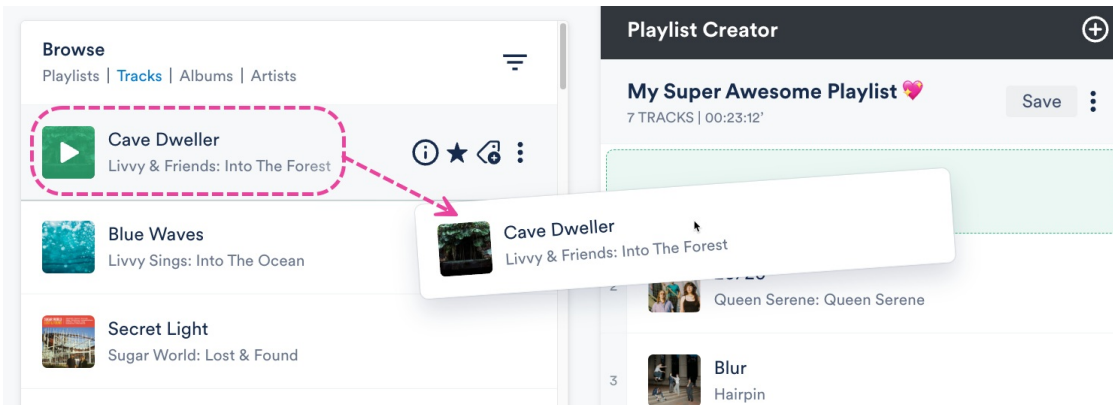 Browse
Playlists | Tracks | Albums | Artists
Cave Dweller
Livvy & Friends: Into The Forest
Blue Waves
Livvy Sings: Into The Ocean
Secret Light
Sugar World: Lost & Found
Cave Dweller
Livvy & Friends: Into The Forest
Playlist Creator
My Super Awesome Playlist 💖
Save
7 TRACKS | 00:23:12’
2
Queen Serene: Queen Serene
3
Blur
Hairpin